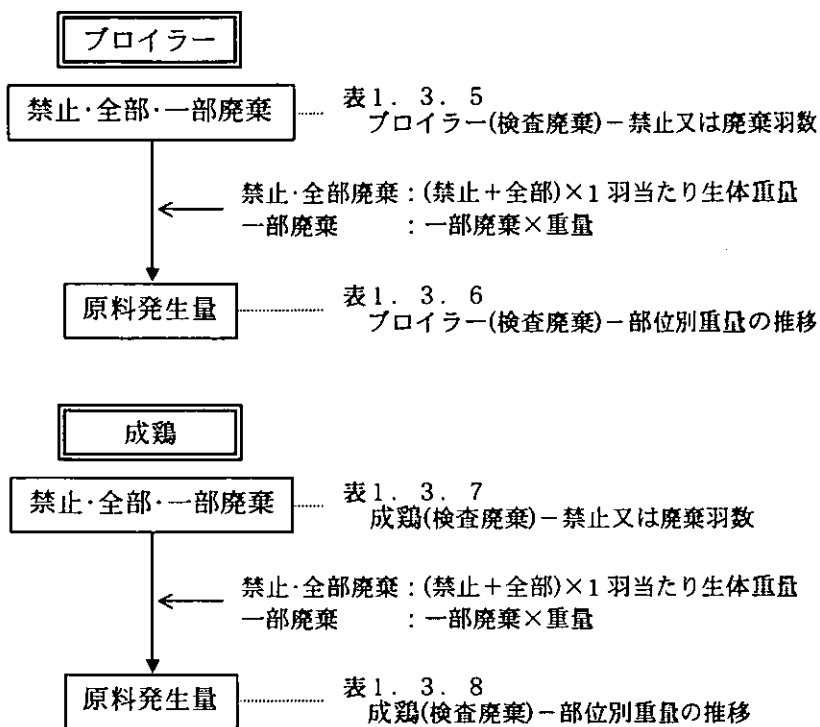 ブロイラー
禁止・全部・一部廃棄
表1.3.5
ブロイラー(検査廃棄)－禁止又は廃棄羽数
禁止・全部廃棄：(禁止＋全部)×1羽当たり生体重量
一部廃棄　　　：一部廃棄×重量
原料発生量
表1.3.6
ブロイラー(検査廃棄)－部位別重量の推移
成鶏
禁止・全部・一部廃棄
表1.3.7
成鶏(検査廃棄)－禁止又は廃棄羽数
禁止・全部廃棄：(禁止＋全部)×1羽当たり生体重量
一部廃棄　　　：一部廃棄×重量
原料発生量
表1.3.8
成鶏(検査廃棄)－部位別重量の推移